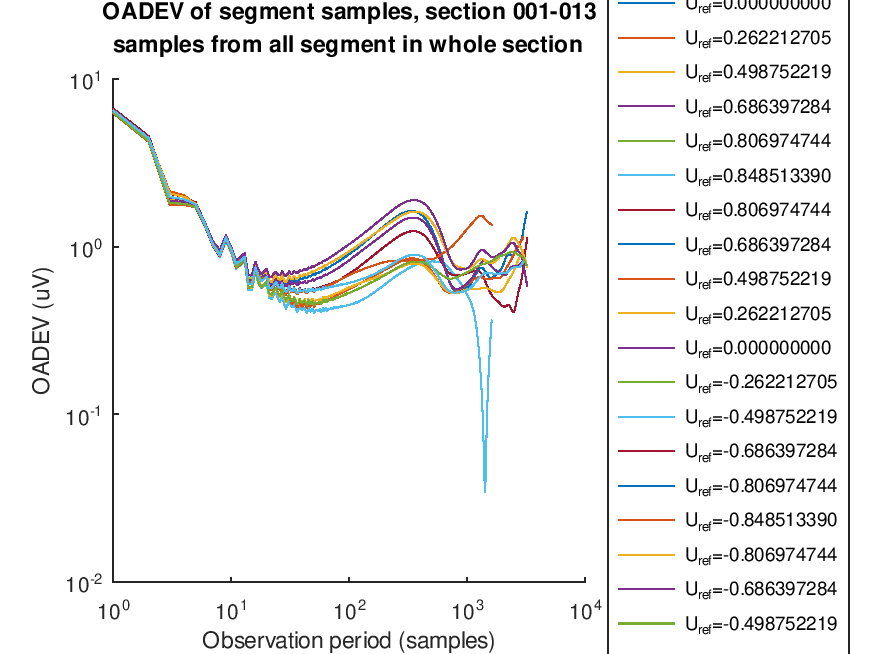 OADEV of segment samples, section 001-013
samples from all segment in whole section
10^1
10^0
10^-1
10^-2
OADEV (uV)
10^0 10^1 10^2 10^3 10^4
Observation period (samples)
U_ref=0.000000000
U_ref=0.262212705
U_ref=0.498752219
U_ref=0.686397284
U_ref=0.806974744
U_ref=0.848513390
U_ref=0.806974744
U_ref=0.686397284
U_ref=0.498752219
U_ref=0.262212705
U_ref=0.000000000
U_ref=-0.262212705
U_ref=-0.498752219
U_ref=-0.686397284
U_ref=-0.806974744
U_ref=-0.848513390
U_ref=-0.806974744
U_ref=-0.686397284
U_ref=-0.498752219